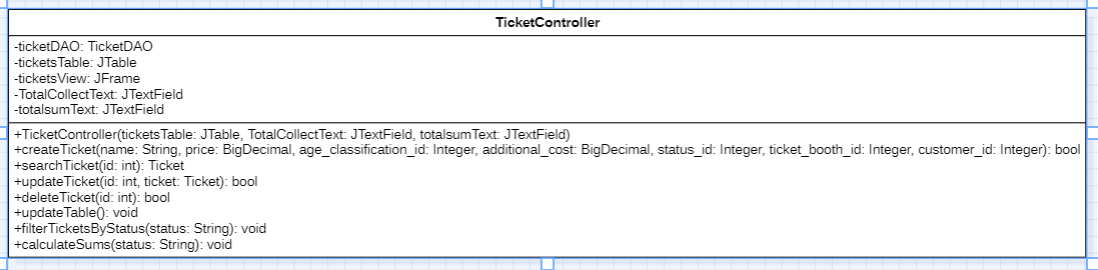 TicketController
-ticketDAO: TicketDAO
-ticketsTable: JTable
-ticketsView: JFrame
-TotalCollectText: JTextField
-totalsumText: JTextField
+TicketController(ticketsTable: JTable, TotalCollectText: JTextField, totalsumText: JTextField)
+createTicket(name: String, price: BigDecimal, age_classification_id: Integer, additional_cost: BigDecimal, status_id: Integer, ticket_booth_id: Integer, customer_id: Integer): bool
+searchTicket(id: int): Ticket
+updateTicket(id: int, ticket: Ticket): bool
+deleteTicket(id: int): bool
+updateTable(): void
+filterTicketsByStatus(status: String): void
+calculateSums(status: String): void